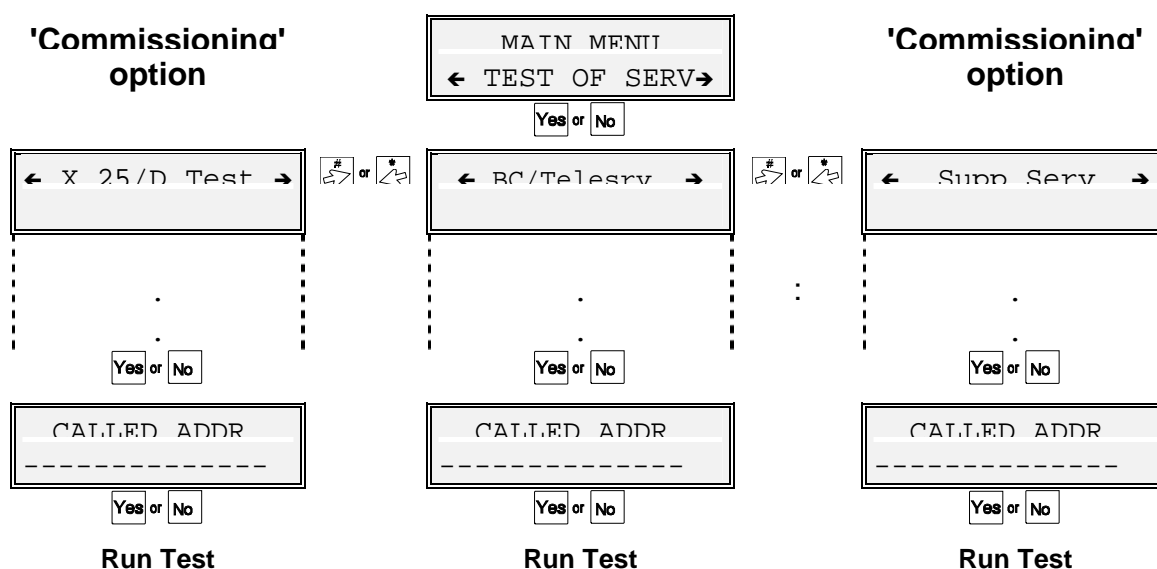 'Commissioning'
option
MAIN MENU
← TEST OF SERV→
'Commissioning'
option
Yes or No
← X 25/D Test →
# or *
← BC/Telesrv →
# or *
← Supp Serv →
.
.
:
.
.
.
.
Yes or No
Yes or No
Yes or No
CALLED ADDR
--------------
CALLED ADDR
--------------
CALLED ADDR
--------------
Yes or No
Yes or No
Yes or No
Run Test
Run Test
Run Test